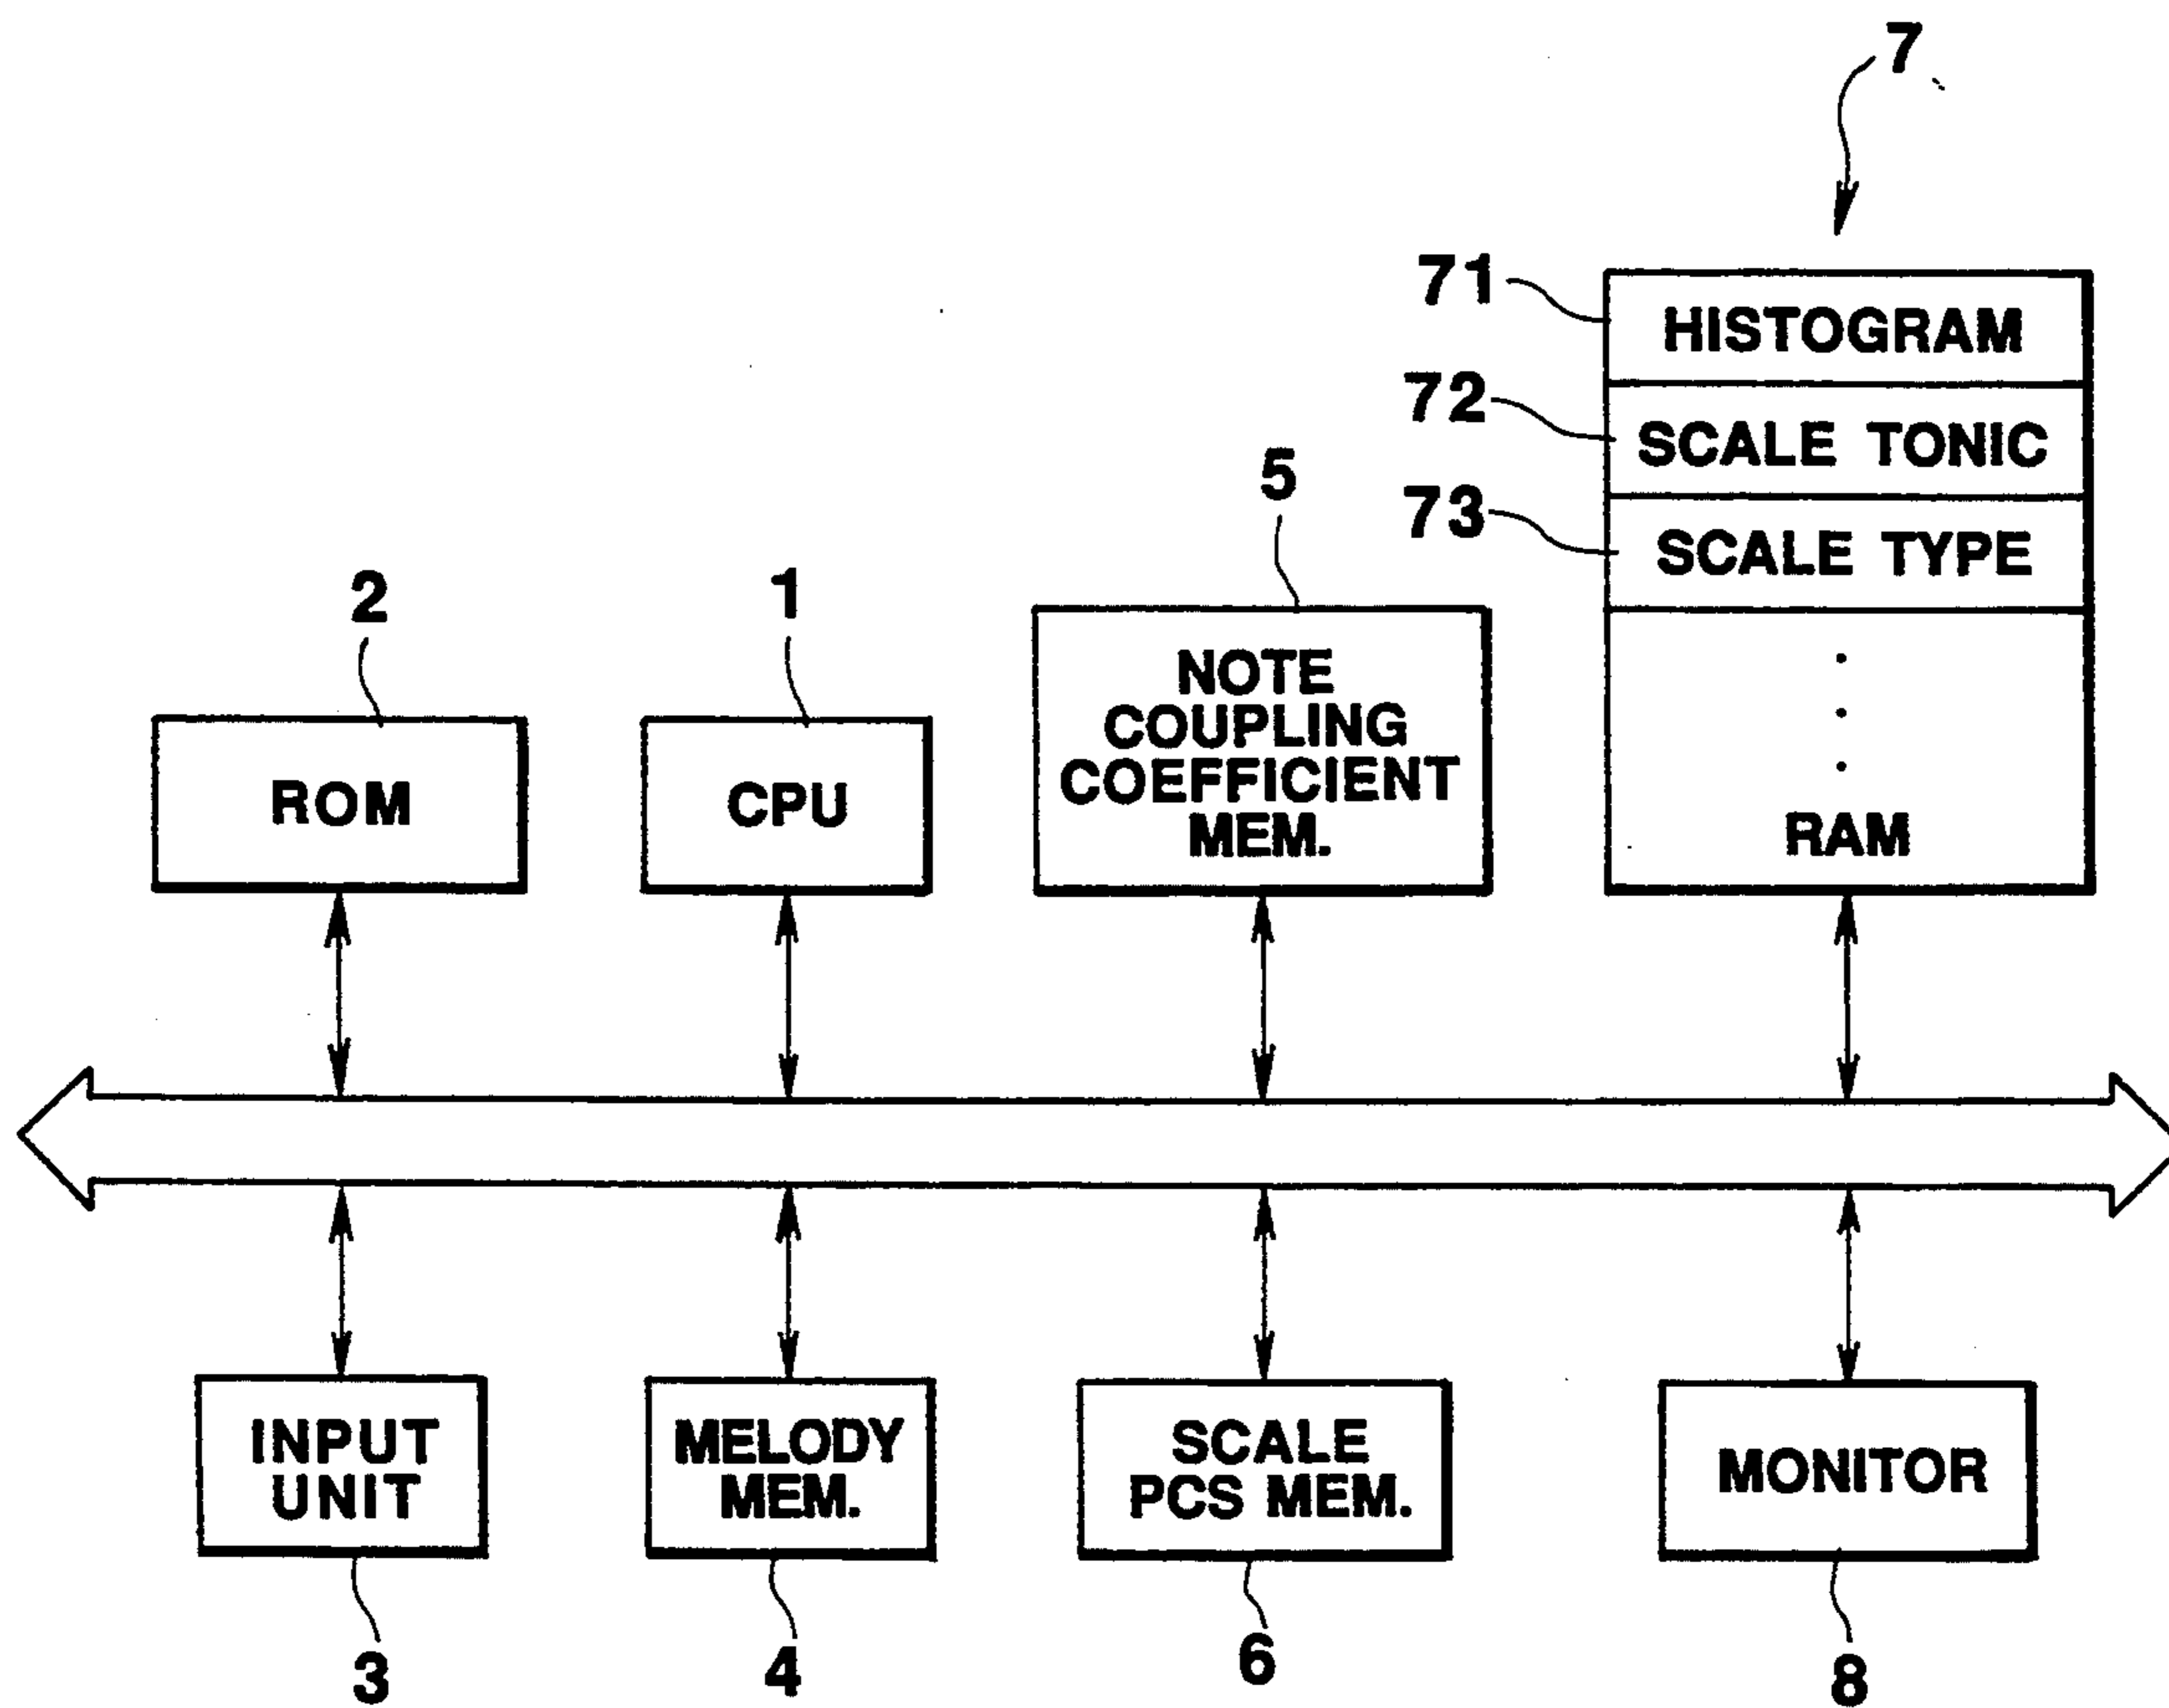 7
71
HISTOGRAM
72
SCALE TONIC
73
SCALE TYPE
RAM
5
NOTE
COUPLING
COEFFICIENT
MEM.
2
ROM
1
CPU
INPUT
UNIT
3
MELODY
MEM.
4
SCALE
PCS MEM.
6
MONITOR
8